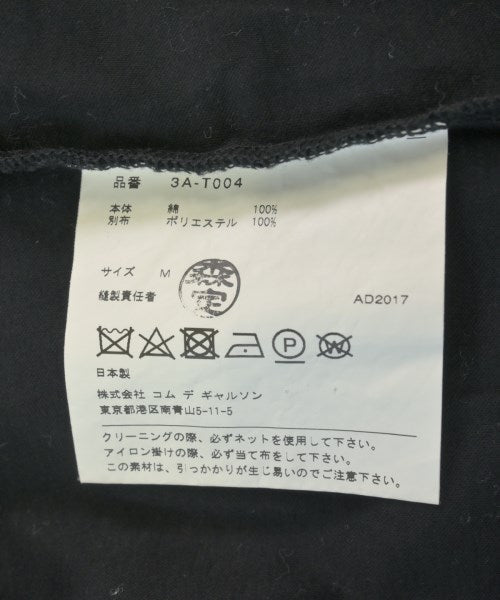 品番 3A-T004
本体 綿 100%
別布 ポリエステル 100%
サイズ M
縫製責任者 森宅 AD2017
P W
日本製
株式会社 コム デ ギャルソン
東京都港区南青山5-11-5
クリーニングの際、必ずネットを使用して下さい。
アイロン掛けの際、必ず当て布をして下さい。
この素材は、引っかかりが生じ易いのでご注意下さい。